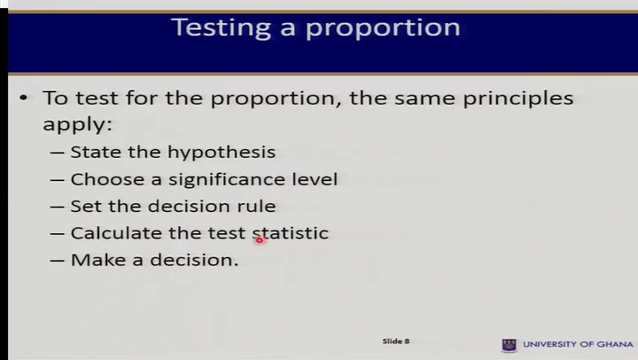 Testing a proportion
• To test for the proportion, the same principles
apply:
– State the hypothesis
– Choose a significance level
– Set the decision rule
– Calculate the test statistic
– Make a decision.
Slide 8
UNIVERSITY OF GHANA